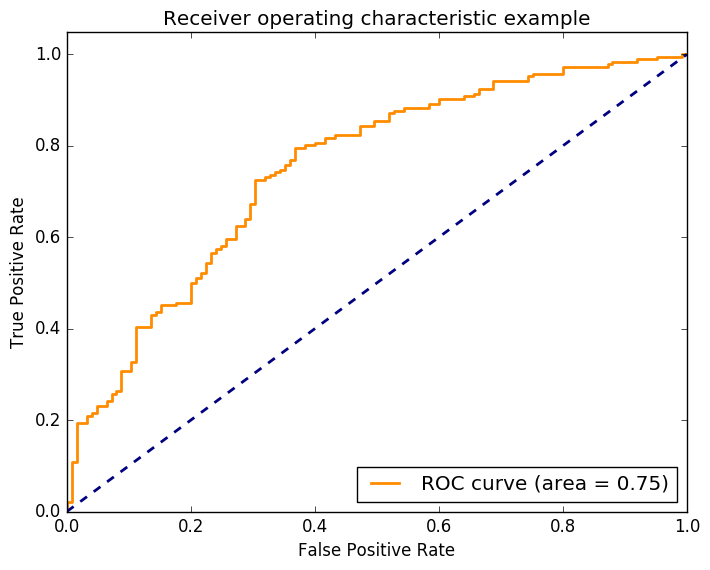 Receiver operating characteristic example
True Positive Rate
1.0
0.8
0.6
0.4
0.2
0.0
ROC curve (area = 0.75)
0.0 0.2 0.4 0.6 0.8 1.0
False Positive Rate